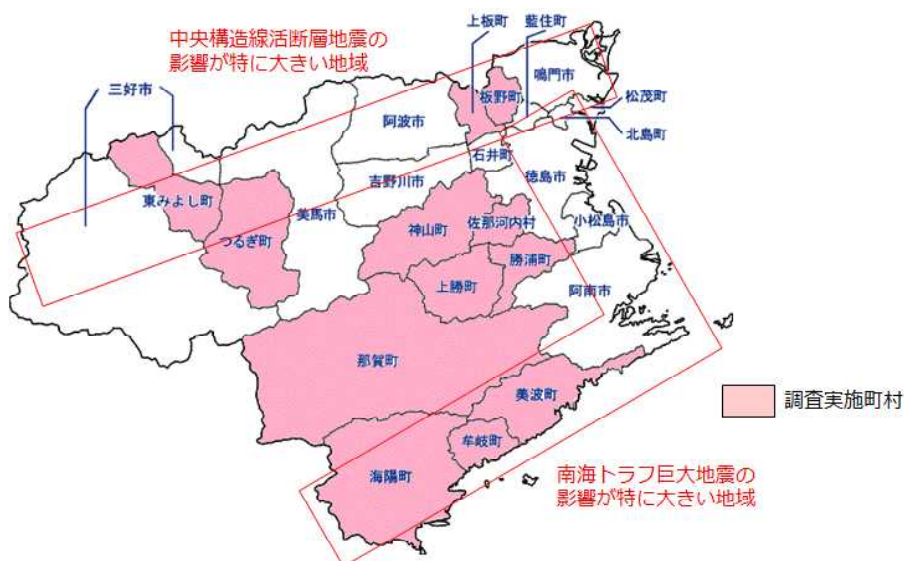 中央構造線活断層地震の
影響が特に大きい地域
上板町
藍住町
三好市
板野町
鳴門市
松茂町
北島町
阿波市
石井町
徳島市
吉野川市
東みよし町
美馬市
つるぎ町
神山町
佐那河内村
小松島市
勝浦町
上勝町
阿南市
那賀町
美波町
調査実施町村
牟岐町
海陽町
南海トラフ巨大地震の
影響が特に大きい地域